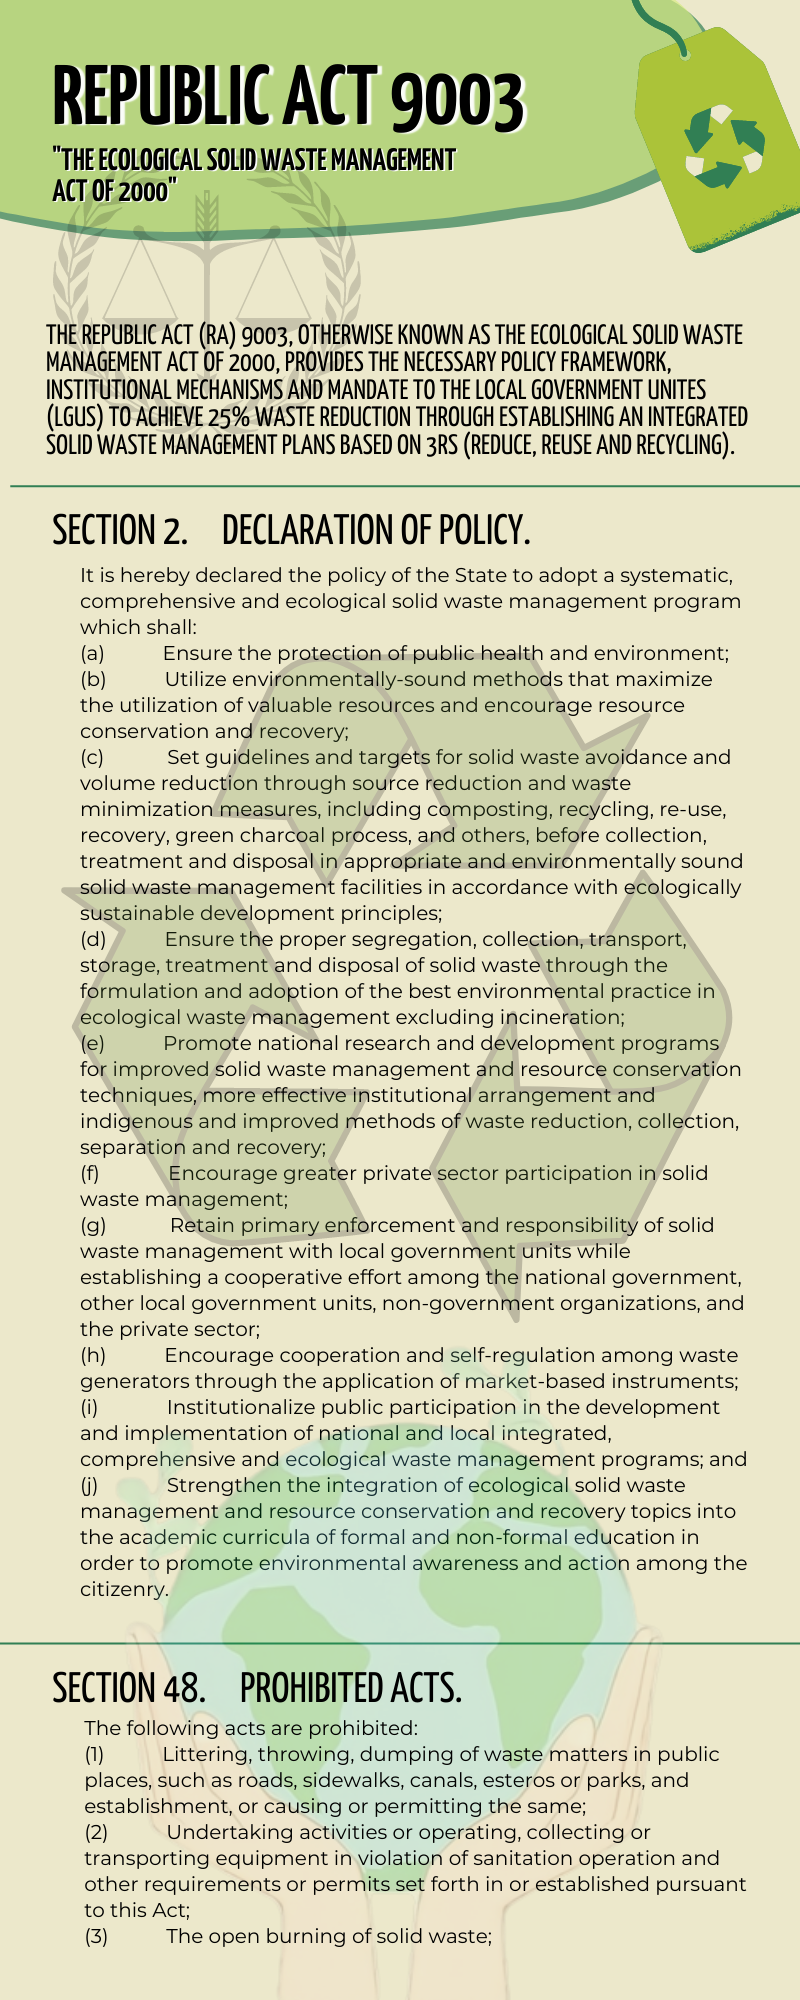 REPUBLIC ACT 9003
"THE ECOLOGICAL SOLID WASTE MANAGEMENT
ACT OF 2000"
THE REPUBLIC ACT (RA) 9003, OTHERWISE KNOWN AS THE ECOLOGICAL SOLID WASTE
MANAGEMENT ACT OF 2000, PROVIDES THE NECESSARY POLICY FRAMEWORK,
INSTITUTIONAL MECHANISMS AND MANDATE TO THE LOCAL GOVERNMENT UNITES
(LGUS) TO ACHIEVE 25% WASTE REDUCTION THROUGH ESTABLISHING AN INTEGRATED
SOLID WASTE MANAGEMENT PLANS BASED ON 3RS (REDUCE, REUSE AND RECYCLING).
SECTION 2. DECLARATION OF POLICY.
It is hereby declared the policy of the State to adopt a systematic,
comprehensive and ecological solid waste management program
which shall:
(a) Ensure the protection of public health and environment;
(b) Utilize environmentally-sound methods that maximize
the utilization of valuable resources and encourage resource
conservation and recovery;
(c) Set guidelines and targets for solid waste avoidance and
volume reduction through source reduction and waste
minimization measures, including composting, recycling, re-use,
recovery, green charcoal process, and others, before collection,
treatment and disposal in appropriate and environmentally sound
solid waste management facilities in accordance with ecologically
sustainable development principles;
(d) Ensure the proper segregation, collection, transport,
storage, treatment and disposal of solid waste through the
formulation and adoption of the best environmental practice in
ecological waste management excluding incineration;
(e) Promote national research and development programs
for improved solid waste management and resource conservation
techniques, more effective institutional arrangement and
indigenous and improved methods of waste reduction, collection,
separation and recovery;
(f) Encourage greater private sector participation in solid
waste management;
(g) Retain primary enforcement and responsibility of solid
waste management with local government units while
establishing a cooperative effort among the national government,
other local government units, non-government organizations, and
the private sector;
(h) Encourage cooperation and self-regulation among waste
generators through the application of market-based instruments;
(i) Institutionalize public participation in the development
and implementation of national and local integrated,
comprehensive and ecological waste management programs; and
(j) Strengthen the integration of ecological solid waste
management and resource conservation and recovery topics into
the academic curricula of formal and non-formal education in
order to promote environmental awareness and action among the
citizenry.
SECTION 48. PROHIBITED ACTS.
The following acts are prohibited:
(1) Littering, throwing, dumping of waste matters in public
places, such as roads, sidewalks, canals, esteros or parks, and
establishment, or causing or permitting the same;
(2) Undertaking activities or operating, collecting or
transporting equipment in violation of sanitation operation and
other requirements or permits set forth in or established pursuant
to this Act;
(3) The open burning of solid waste;